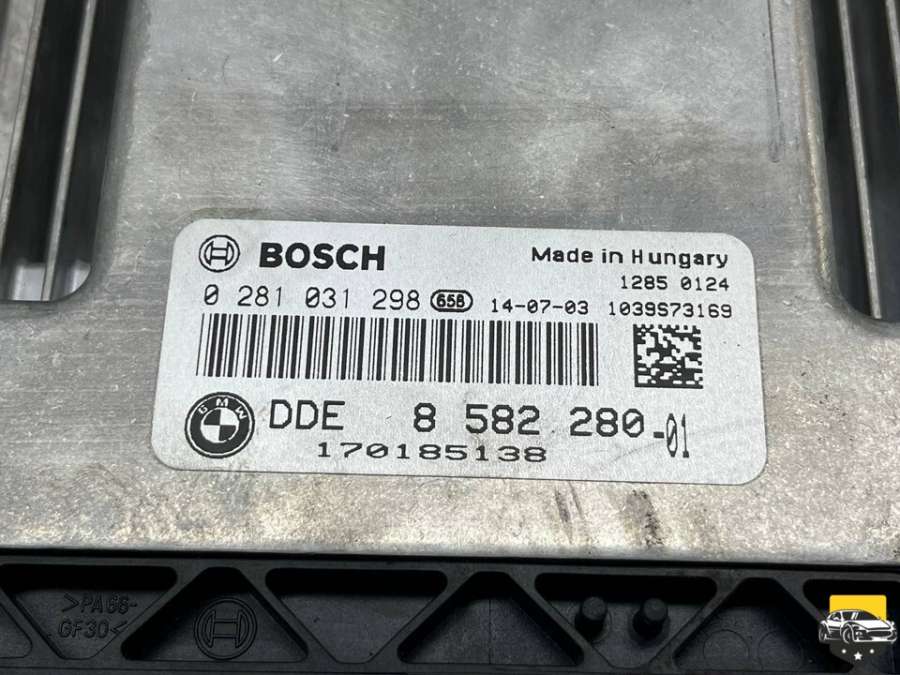 BOSCH
Made in Hungary
1285 0124
0 281 031 298 658 14-07-03 1039S73169
BMW DDE 8 582 280-01
170185138
>PA66-
GF30<